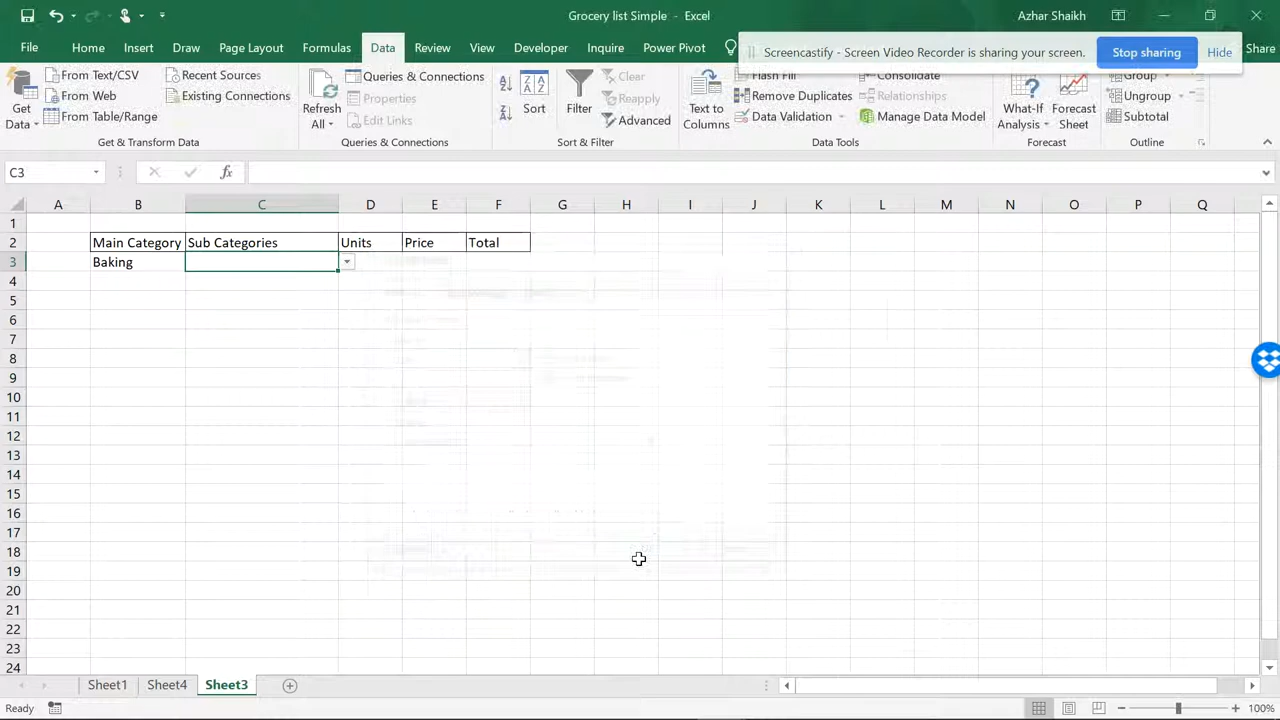 Grocery list Simple - Excel
Azhar Shaikh
File Home Insert Draw Page Layout Formulas Data Review View Developer Inquire Power Pivot
Screencastify - Screen Video Recorder is sharing your screen. Stop sharing Hide
Share
From Text/CSV Recent Sources Queries & Connections Clear Flash Fill Consolidate Group
From Web Existing Connections Properties Reapply Remove Duplicates Relationships Ungroup
From Table/Range Edit Links Advanced Data Validation Manage Data Model Subtotal
Get Data
Refresh All
Sort
Filter
Text to Columns
What-If Analysis
Forecast Sheet
Get & Transform Data Queries & Connections Sort & Filter Data Tools Forecast Outline
C3 fx
A B C D E F G H I J K L M N O P Q
1
2 Main Category Sub Categories Units Price Total
3 Baking
4
5
6
7
8
9
10
11
12
13
14
15
16
17
18
19
20
21
22
23
24
Sheet1 Sheet4 Sheet3
Ready 100%